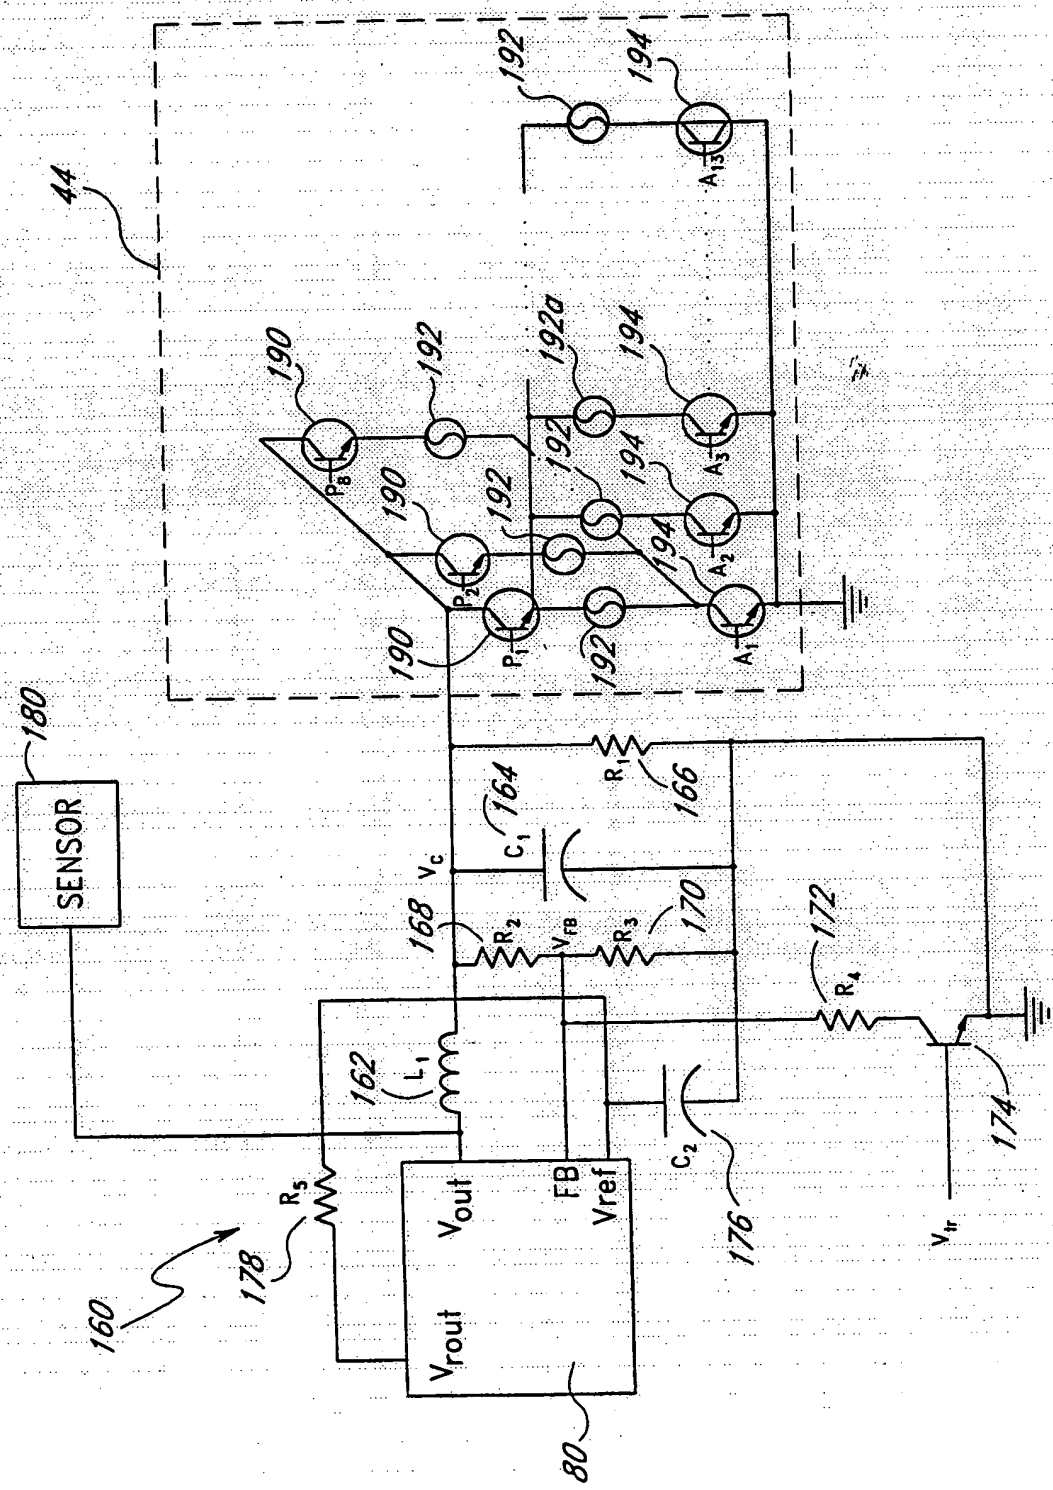 180
44
SENSOR
160
178
R5
190
P8
162
190
190
L1
192
168
VC
Vrout
Vout
P2
R2
164
C1
P1
192
192
192a
192
VFB
FB
80
Vref
192
R1
R3
194
194
194
194
166
170
C2
A1
A2
A3
A13
176
172
R4
Vtr
174